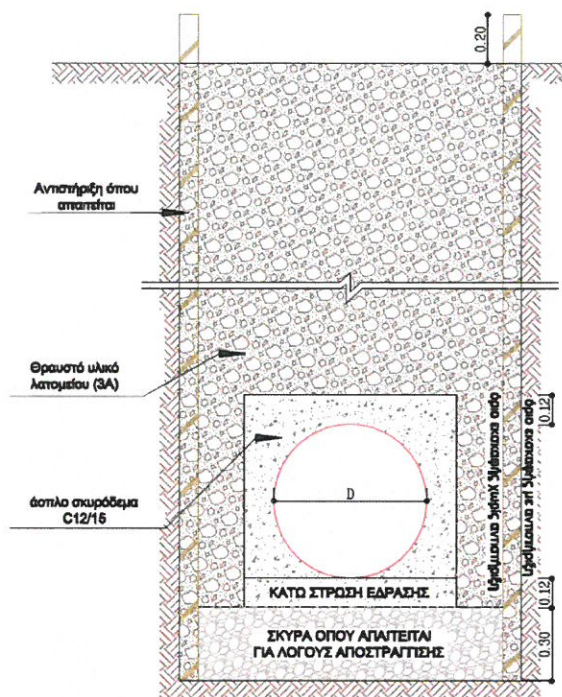 0.20
Αντιστήριξη όπου
απαιτείται
Θραυστό υλικό
λατομείου (3Α)
0.12
άοπλο σκυρόδεμα
C12/15
D
ΚΑΤΩ ΣΤΡΩΣΗ ΕΔΡΑΣΗΣ
0.12
ΣΚΥΡΑ ΟΠΟΥ ΑΠΑΙΤΕΙΤΑΙ
ΓΙΑ ΛΟΓΟΥΣ ΑΠΟΣΤΡΑΓΓΙΣΗΣ
0.30